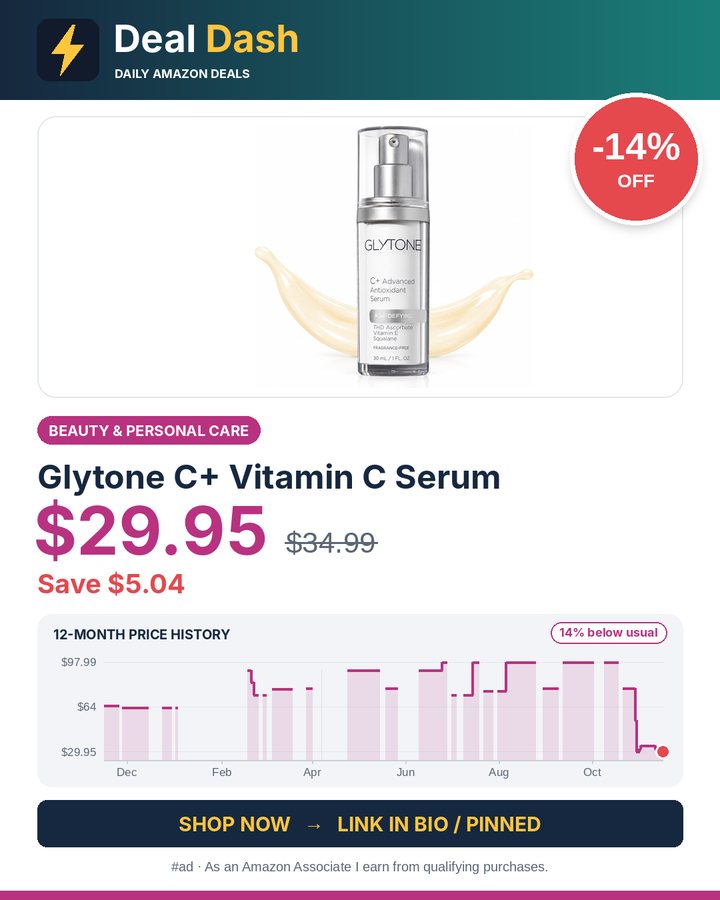 Deal Dash
DAILY AMAZON DEALS
-14%
OFF
GLYTONE
C+ Advanced
Antioxidant
Serum
AGE-DEFYING
THD Ascorbate
Vitamin E
Squalane
FRAGRANCE-FREE
30 mL / 1 FL. OZ.
BEAUTY & PERSONAL CARE
Glytone C+ Vitamin C Serum
$29.95 $34.99
Save $5.04
12-MONTH PRICE HISTORY
14% below usual
$97.99
$64
$29.95
Dec Feb Apr Jun Aug Oct
SHOP NOW → LINK IN BIO / PINNED
#ad · As an Amazon Associate I earn from qualifying purchases.